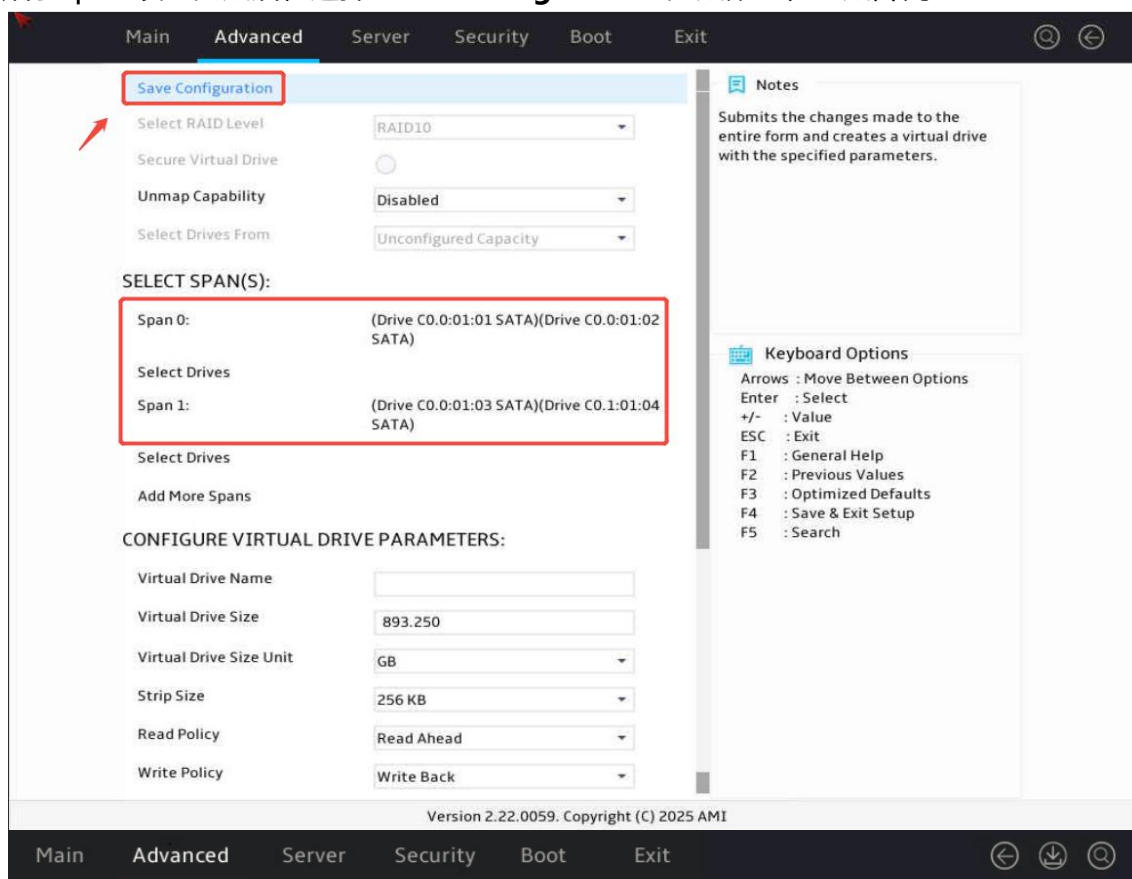 Main Advanced Server Security Boot Exit
Save Configuration
Select RAID Level RAID10
Secure Virtual Drive
Unmap Capability Disabled
Select Drives From Unconfigured Capacity
SELECT SPAN(S):
Span 0: (Drive C0.0:01:01 SATA)(Drive C0.0:01:02
SATA)
Select Drives
Span 1: (Drive C0.0:01:03 SATA)(Drive C0.1:01:04
SATA)
Select Drives
Add More Spans
CONFIGURE VIRTUAL DRIVE PARAMETERS:
Virtual Drive Name
Virtual Drive Size 893.250
Virtual Drive Size Unit GB
Strip Size 256 KB
Read Policy Read Ahead
Write Policy Write Back
Notes
Submits the changes made to the
entire form and creates a virtual drive
with the specified parameters.
Keyboard Options
Arrows : Move Between Options
Enter : Select
+/- : Value
ESC : Exit
F1 : General Help
F2 : Previous Values
F3 : Optimized Defaults
F4 : Save & Exit Setup
F5 : Search
Version 2.22.0059. Copyright (C) 2025 AMI
Main Advanced Server Security Boot Exit